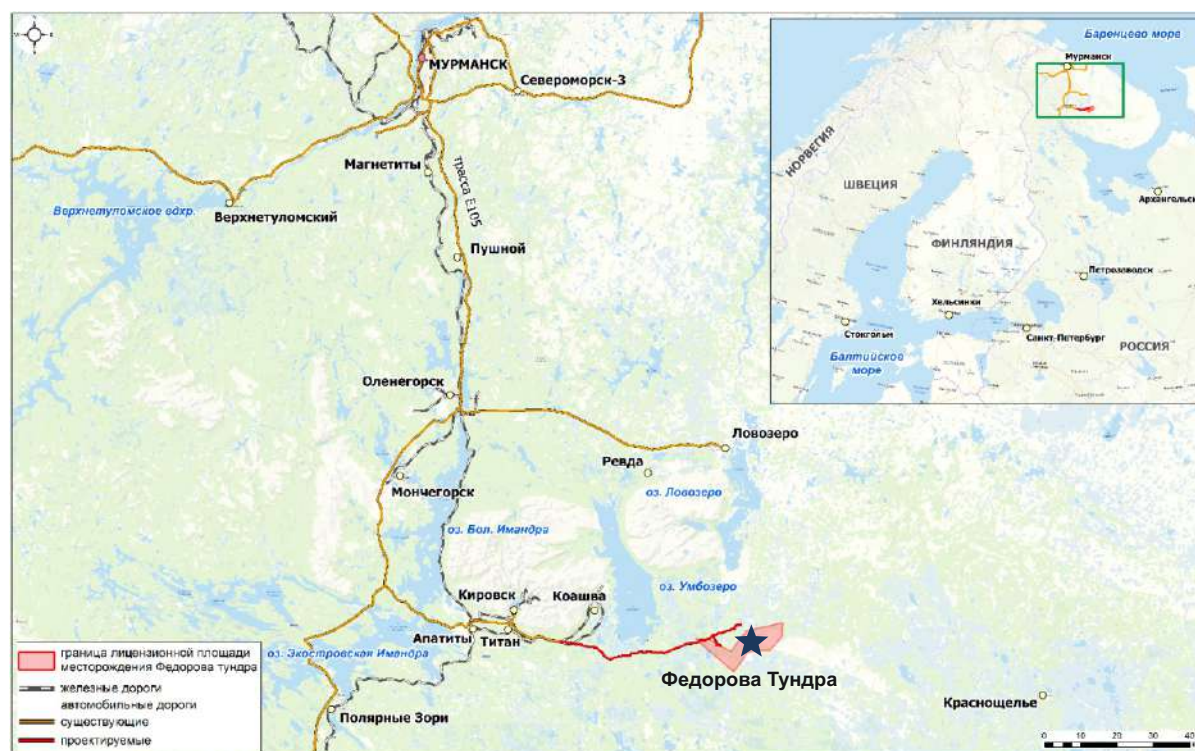 МУРМАНСК
Североморск-3
Магнетиты
трасса Е105
Верхнетуломское вдхр.
Верхнетуломский
Пушной
Оленегорск
Ловозеро
Ревда
Мончегорск
оз. Ловозеро
оз. Бол. Имандра
оз. Умбозеро
Кировск
Коашва
Апатиты
Титан
оз. Экостровская Имандра
Федорова Тундра
Краснощелье
Полярные Зори
граница лицензионной площади
месторождения Федорова тундра
железные дороги
автомобильные дороги
существующие
проектируемые
0 10 20 30 40
Баренцево море
Мурманск
НОРВЕГИЯ
ШВЕЦИЯ
Архангельск
ФИНЛЯНДИЯ
Петрозаводск
Хельсинки
Стокгольм
Санкт-Петербург
РОССИЯ
Балтийское
море